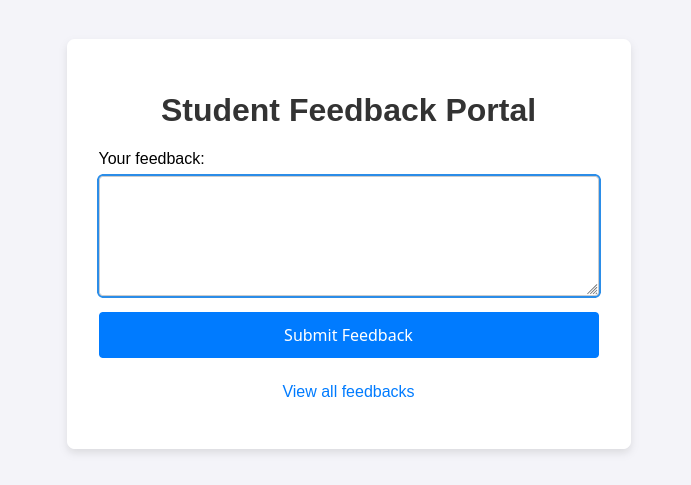 Student Feedback Portal
Your feedback:
Submit Feedback
View all feedbacks